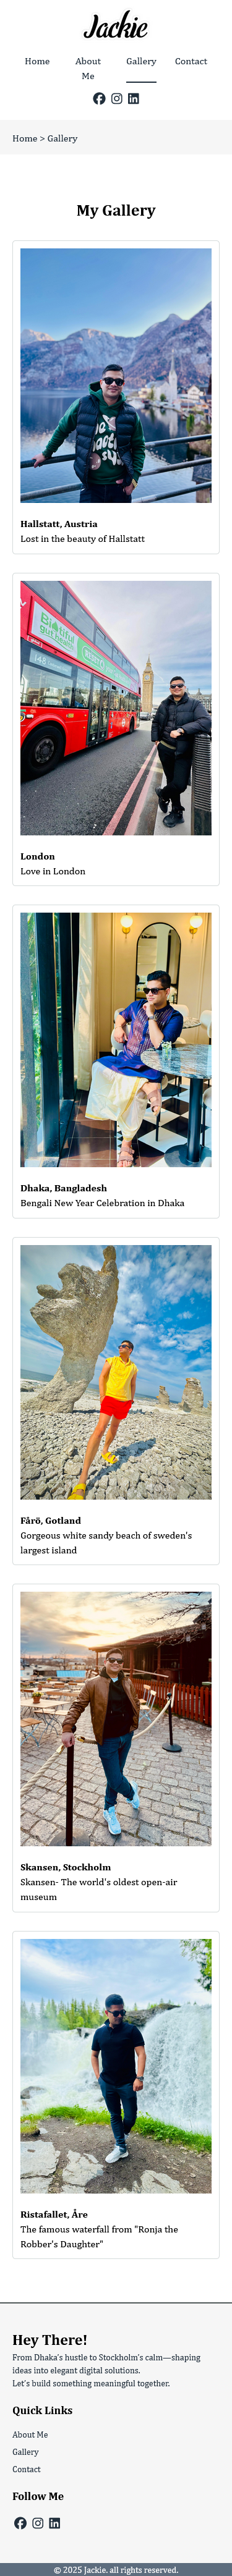 Jackie
Home
About
Me
Gallery
Contact
Home > Gallery
My Gallery
Hallstatt, Austria
Lost in the beauty of Hallstatt
London
Love in London
Dhaka, Bangladesh
Bengali New Year Celebration in Dhaka
Fårö, Gotland
Gorgeous white sandy beach of sweden's
largest island
Skansen, Stockholm
Skansen- The world's oldest open-air
museum
Ristafallet, Åre
The famous waterfall from "Ronja the
Robber's Daughter"
Hey There!
From Dhaka's hustle to Stockholm's calm—shaping
ideas into elegant digital solutions.
Let's build something meaningful together.
Quick Links
About Me
Gallery
Contact
Follow Me
© 2025 Jackie. all rights reserved.